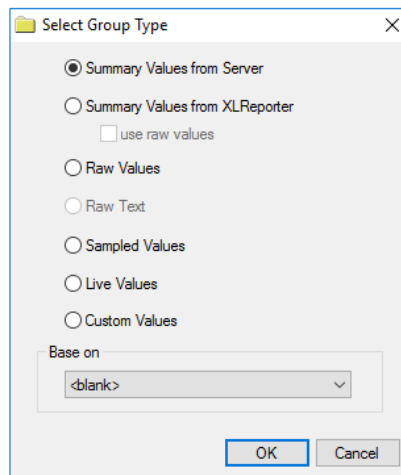 Select Group Type
Summary Values from Server
Summary Values from XLReporter
use raw values
Raw Values
Raw Text
Sampled Values
Live Values
Custom Values
Base on
<blank>
OK Cancel